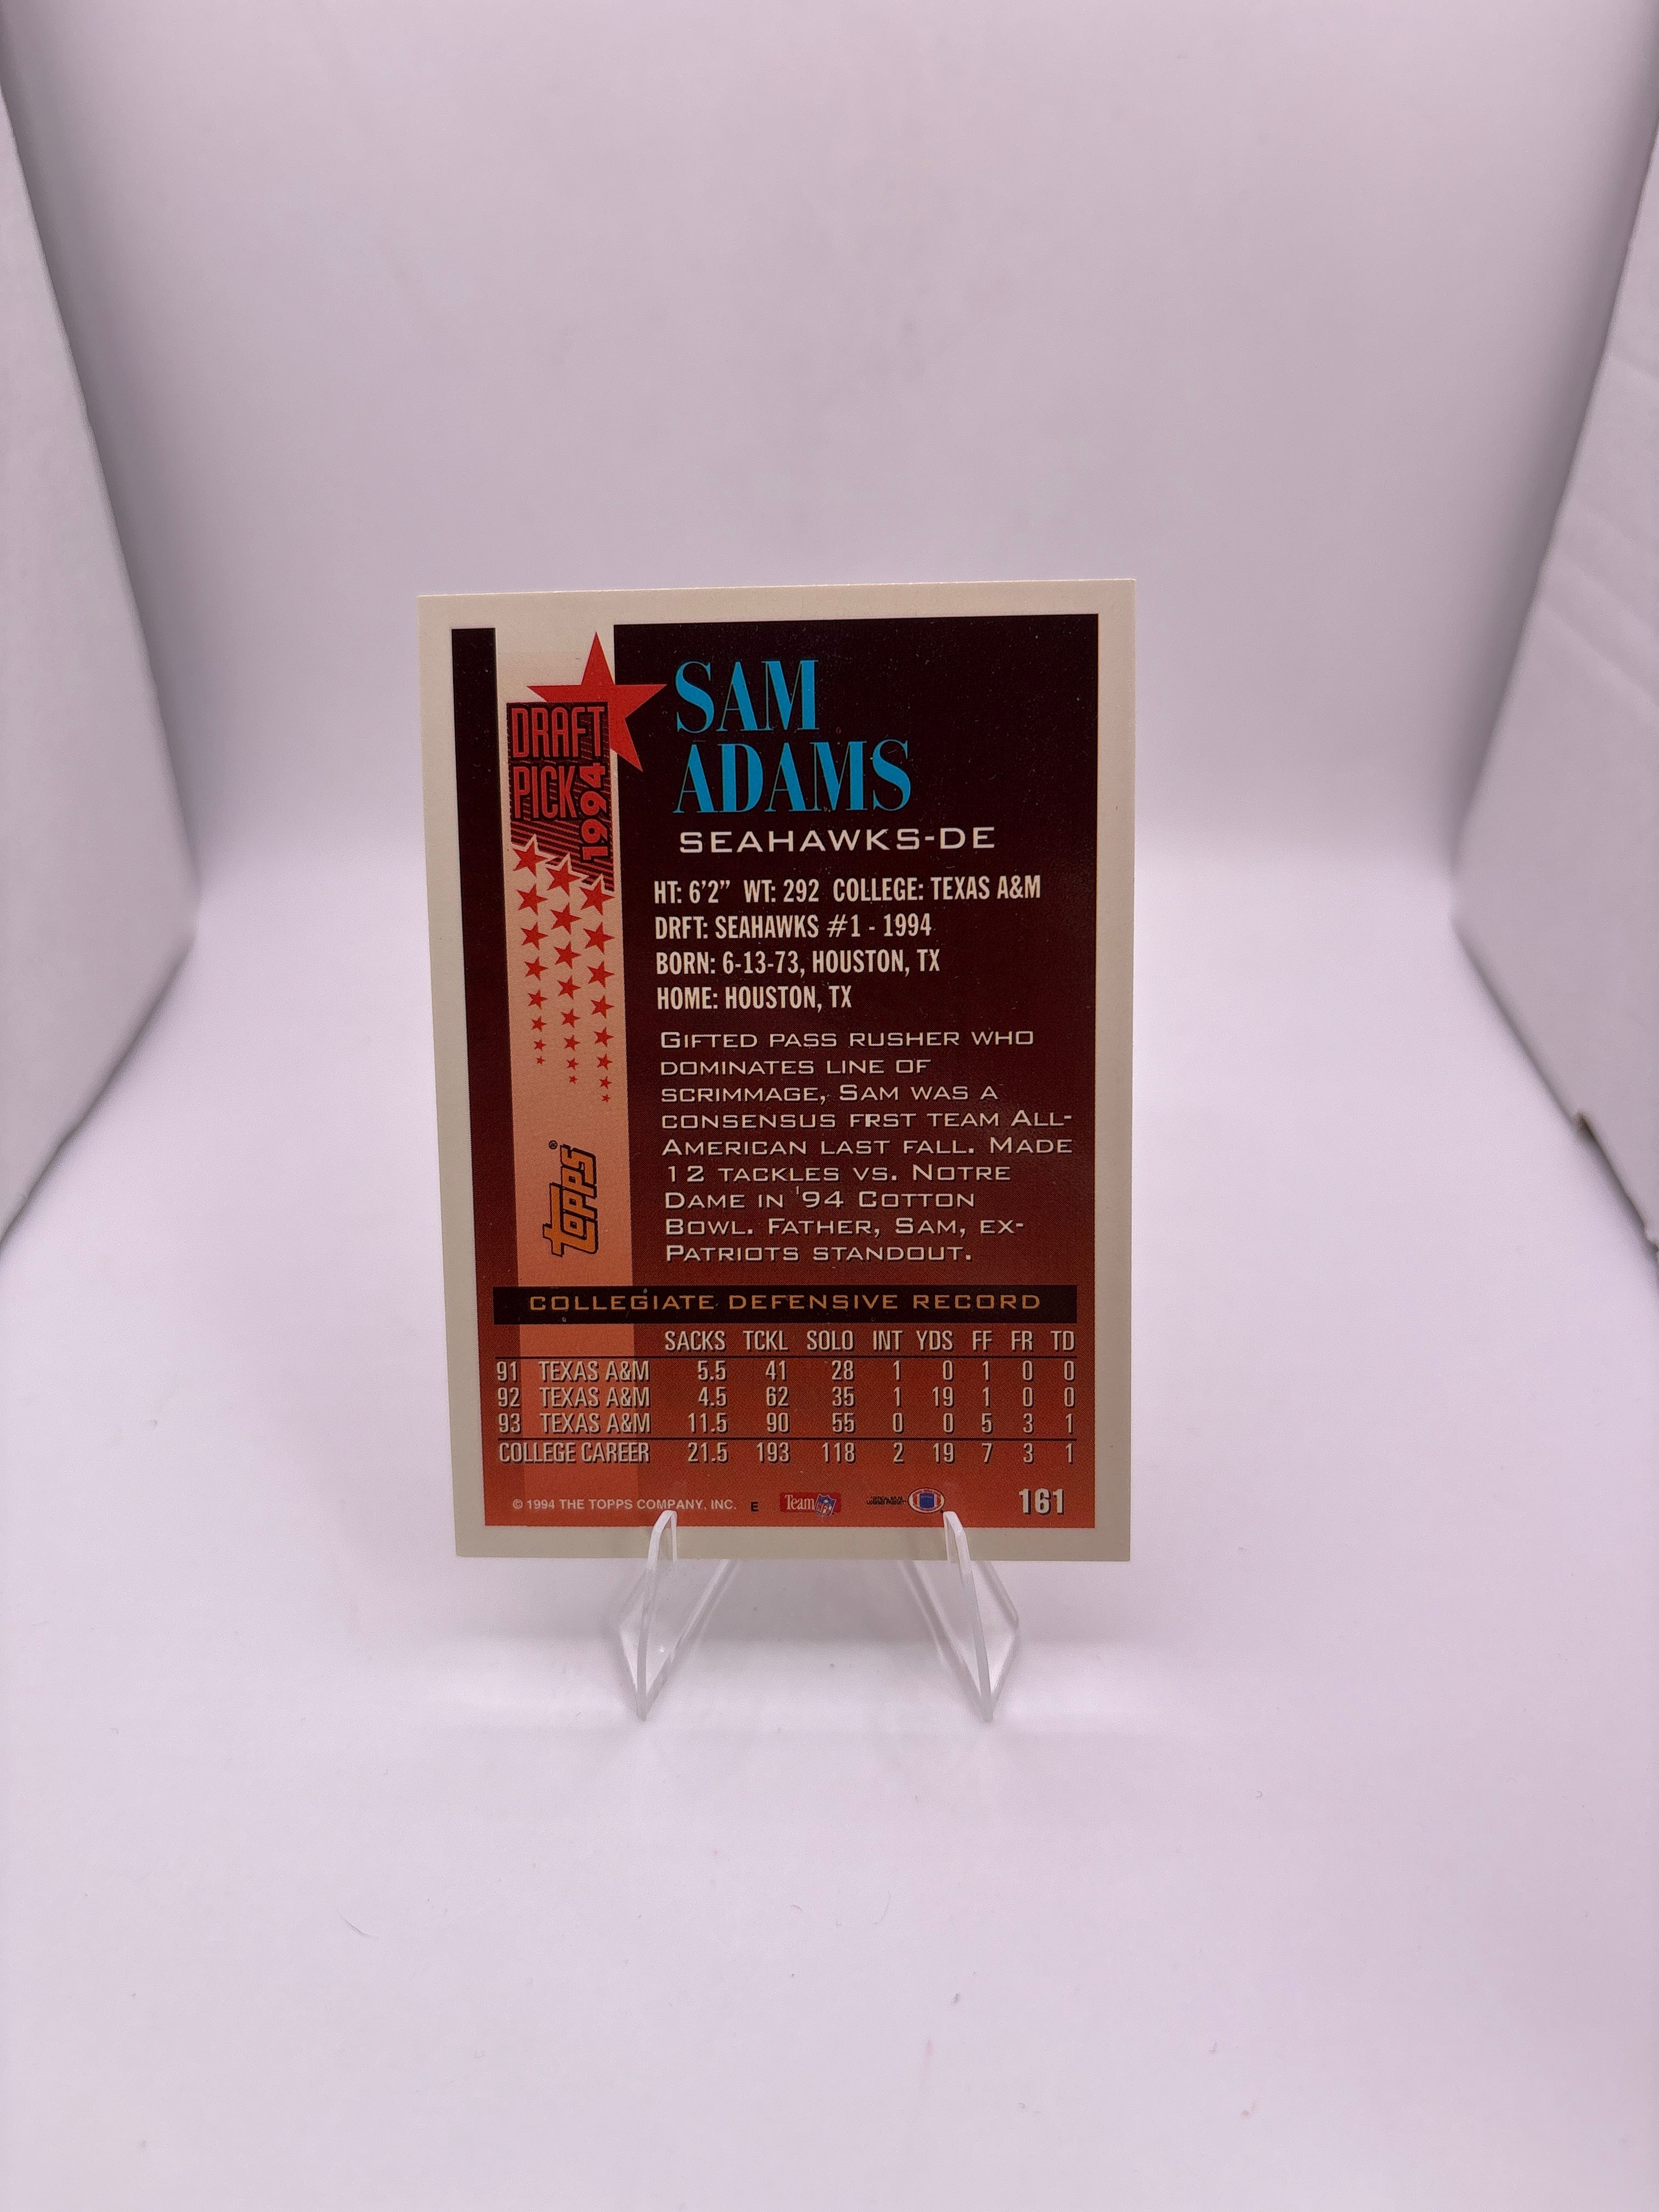 DRAFT
PICK
1994
SAM
ADAMS
SEAHAWKS-DE
HT: 6'2" WT: 292 COLLEGE: TEXAS A&M
DRFT: SEAHAWKS #1 - 1994
BORN: 6-13-73, HOUSTON, TX
HOME: HOUSTON, TX
GIFTED PASS RUSHER WHO
DOMINATES LINE OF
SCRIMMAGE, SAM WAS A
CONSENSUS FRST TEAM ALL-
AMERICAN LAST FALL. MADE
12 TACKLES VS. NOTRE
DAME IN '94 COTTON
BOWL. FATHER, SAM, EX-
PATRIOTS STANDOUT.
TOPPS®
COLLEGIATE DEFENSIVE RECORD
SACKS TCKL SOLO INT YDS FF FR TD
91 TEXAS A&M 5.5 41 28 1 0 1 0 0
92 TEXAS A&M 4.5 62 35 1 19 1 0 0
93 TEXAS A&M 11.5 90 55 0 0 5 3 1
COLLEGE CAREER 21.5 193 118 2 19 7 3 1
© 1994 THE TOPPS COMPANY, INC. E Team NFL 161